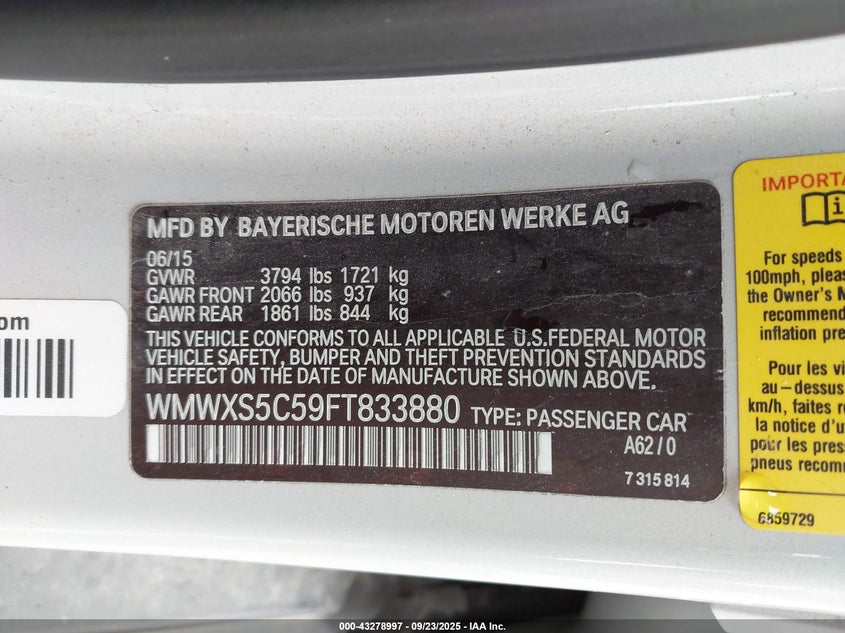 MFD BY BAYERISCHE MOTOREN WERKE AG
06/15
GVWR 3794 lbs 1721 kg
GAWR FRONT 2066 lbs 937 kg
GAWR REAR 1861 lbs 844 kg
THIS VEHICLE CONFORMS TO ALL APPLICABLE U.S.FEDERAL MOTOR
VEHICLE SAFETY, BUMPER AND THEFT PREVENTION STANDARDS
IN EFFECT ON THE DATE OF MANUFACTURE SHOWN ABOVE.
WMWXS5C59FT833880 TYPE: PASSENGER CAR
A62/0
7 315 814
om
IMPORTA
i
For speeds
100mph, pleas
the Owner's M
recommend
inflation pre
Pour les vi
au-dessus
km/h, faites
la notice d'u
pour les pres
pneus recom
6859729
000-43278997 - 09/23/2025 - IAA Inc.